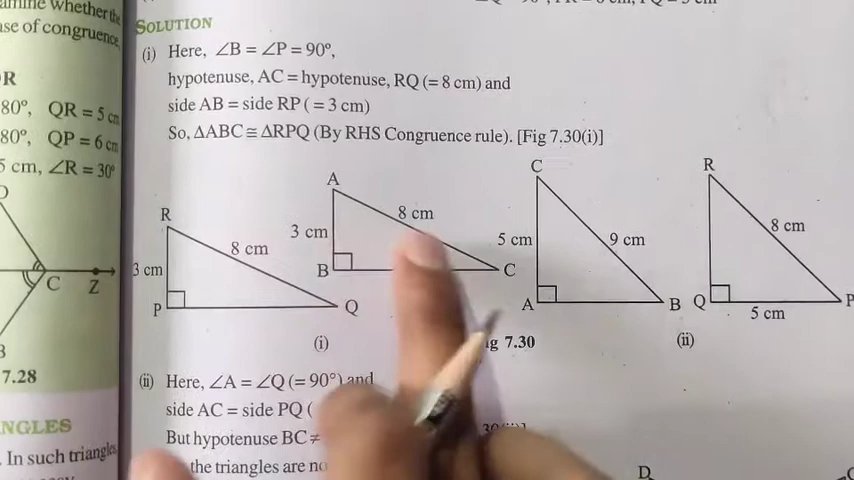 amine whether the
se of congruence,
R
80°, QR = 5 cm
80°, QP = 6 cm
5 cm, ∠R = 30°
C
Z
7.28
NGLES
. In such triangles
SOLUTION
(i) Here, ∠B = ∠P = 90°,
hypotenuse, AC = hypotenuse, RQ (= 8 cm) and
side AB = side RP ( = 3 cm)
So, ΔABC ≅ ΔRPQ (By RHS Congruence rule). [Fig 7.30(i)]
R
8 cm
3 cm
P
Q
A
8 cm
3 cm
B
C
(i)
C
5 cm
9 cm
A
B
R
8 cm
Q
5 cm
P
(ii)
g 7.30
(ii) Here, ∠A = ∠Q (= 90°) and
side AC = side PQ (
But hypotenuse BC ≠
the triangles are no
D